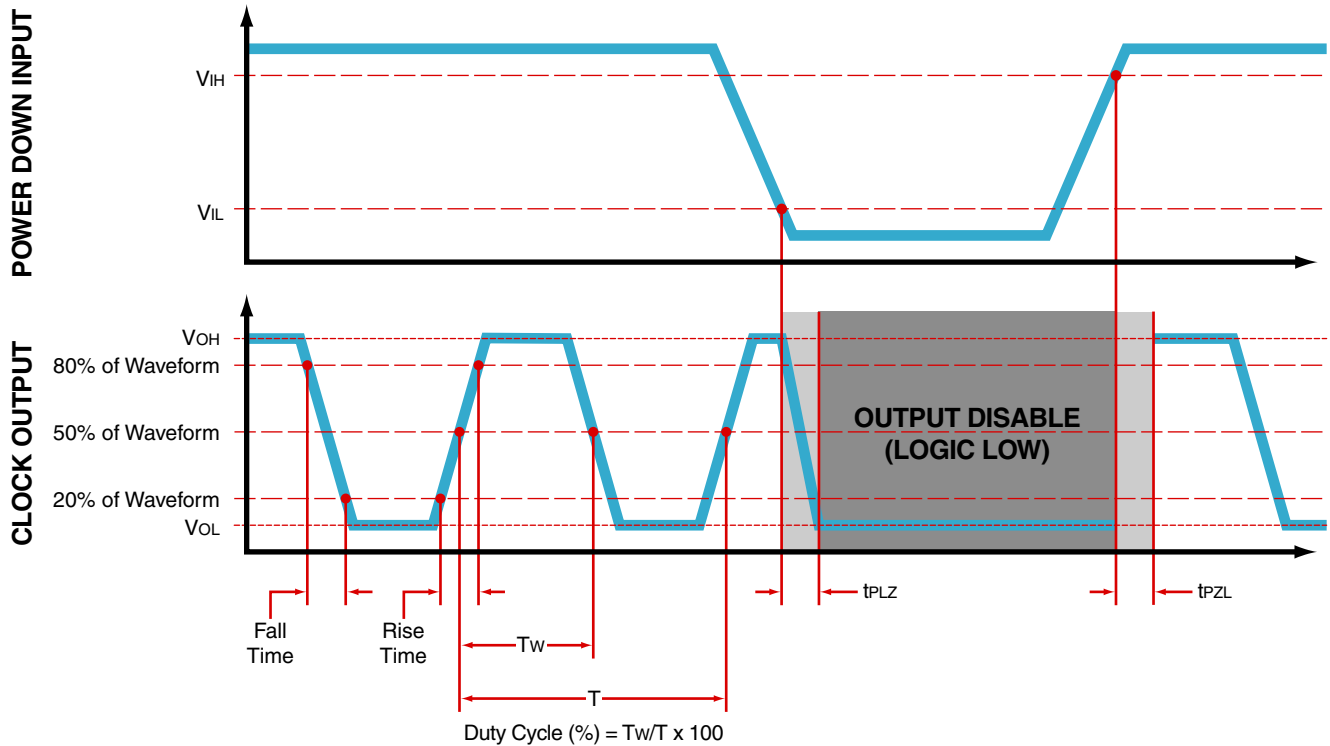 POWER DOWN INPUT
VIH
VIL
CLOCK OUTPUT
VOH
80% of Waveform
50% of Waveform
20% of Waveform
VOL
OUTPUT DISABLE
(LOGIC LOW)
tPLZ
tPZL
Fall
Time
Rise
Time
TW
T
Duty Cycle (%) = TW/T x 100